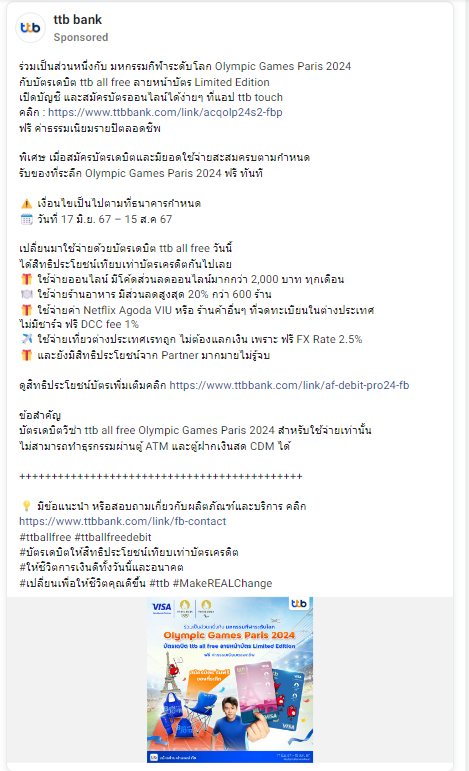 ttb bank
Sponsored
ttb
ร่วมเป็นส่วนหนึ่งกับ มหกรรมกีฬาระดับโลก Olympic Games Paris 2024
กับบัตรเดบิต ttb all free ลายหน้าบัตร Limited Edition
เปิดบัญชี และสมัครบัตรออนไลน์ได้ง่ายๆ ที่แอป ttb touch
คลิก : https://www.ttbbank.com/link/acqolp24s2-fbp
ฟรี ค่าธรรมเนียมรายปีตลอดชีพ
พิเศษ เมื่อสมัครบัตรเดบิตและมียอดใช้จ่ายสะสมครบตามกำหนด
รับของที่ระลึก Olympic Games Paris 2024 ฟรี ทันที
⚠️ เงื่อนไขเป็นไปตามที่ธนาคารกำหนด
🗓️ วันที่ 17 มิ.ย. 67 – 15 ส.ค 67
เปลี่ยนมาใช้จ่ายด้วยบัตรเดบิต ttb all free วันนี้
ได้สิทธิประโยชน์เทียบเท่าบัตรเครดิตกันไปเลย
🎁 ใช้จ่ายออนไลน์ มีโค้ดส่วนลดออนไลน์มากกว่า 2,000 บาท ทุกเดือน
🍽️ ใช้จ่ายร้านอาหาร มีส่วนลดสูงสุด 20% กว่า 600 ร้าน
🎁 ใช้จ่ายค่า Netflix Agoda VIU หรือ ร้านค้าอื่นๆ ที่จดทะเบียนในต่างประเทศ
ไม่มีชาร์จ ฟรี DCC fee 1%
✈️ ใช้จ่ายเที่ยวต่างประเทศเรทถูก ไม่ต้องแลกเงิน เพราะ ฟรี FX Rate 2.5%
🎁 และยังมีสิทธิประโยชน์จาก Partner มากมายไม่รู้จบ
ดูสิทธิประโยชน์บัตรเพิ่มเติมคลิก https://www.ttbbank.com/link/af-debit-pro24-fb
ข้อสำคัญ
บัตรเดบิตวีซ่า ttb all free Olympic Games Paris 2024 สำหรับใช้จ่ายเท่านั้น
ไม่สามารถทำธุรกรรมผ่านตู้ ATM และตู้ฝากเงินสด CDM ได้
++++++++++++++++++++++++++++++++++++++++++++
💡 มีข้อแนะนำ หรือสอบถามเกี่ยวกับผลิตภัณฑ์และบริการ คลิก
https://www.ttbbank.com/link/fb-contact
#ttballfree #ttballfreedebit
#บัตรเดบิตให้สิทธิประโยชน์เทียบเท่าบัตรเครดิต
#ให้ชีวิตการเงินดีทั้งวันนี้และอนาคต
#เปลี่ยนเพื่อให้ชีวิตคุณดีขึ้น #ttb #MakeREALChange
VISA
ttb
ร่วมเป็นส่วนหนึ่งกับ มหกรรมกีฬาระดับโลก
Olympic Games Paris 2024
บัตรเดบิต ttb all free ลายหน้าบัตร Limited Edition
VISA
VISA
ttb